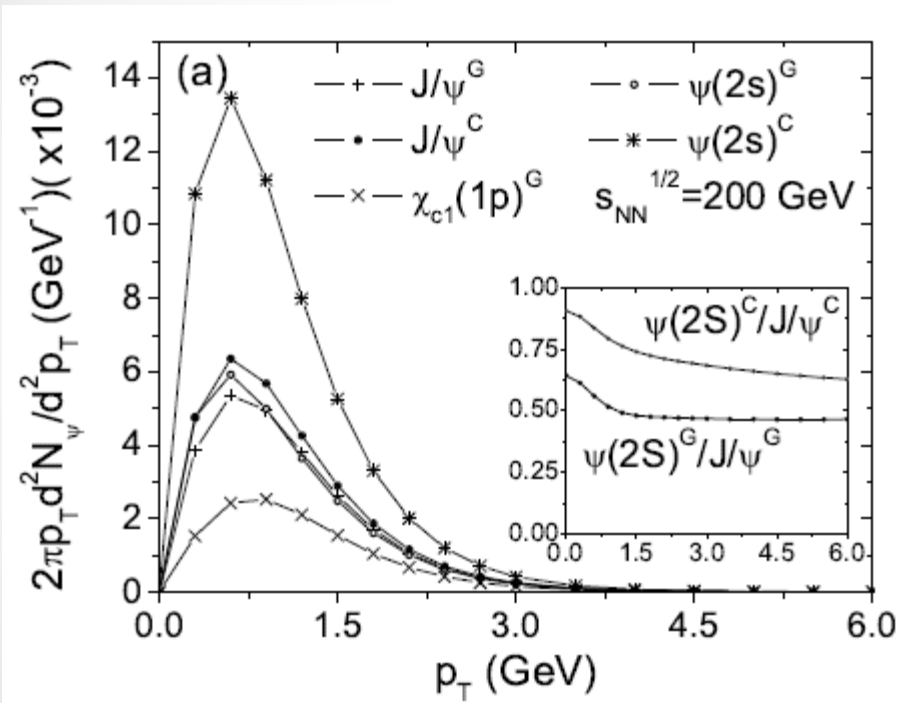 (a)
J/ψ^G
J/ψ^C
χ_c1(1p)^G
ψ(2s)^G
ψ(2s)^C
s_NN^1/2=200 GeV
2πp_T d^2N_ψ/d^2p_T (GeV^-1)( x10^-3)
14
12
10
8
6
4
2
0
0.0 1.5 3.0 4.5 6.0
p_T (GeV)
1.00
0.75
0.50
0.25
0.00
ψ(2S)^C/J/ψ^C
ψ(2S)^G/J/ψ^G
0.0 1.5 3.0 4.5 6.0